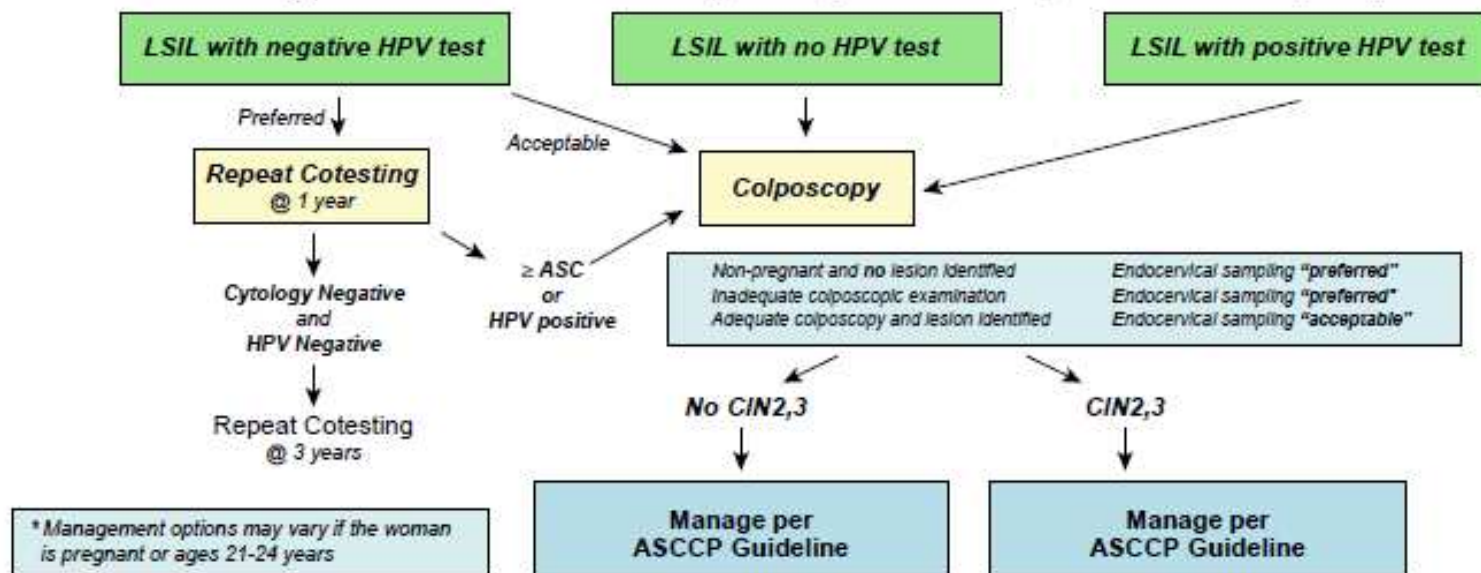 LSIL with negative HPV test
LSIL with no HPV test
LSIL with positive HPV test
Preferred
Acceptable
Repeat Cotesting
@ 1 year
Colposcopy
≥ ASC
or
HPV positive
Cytology Negative
and
HPV Negative
Non-pregnant and no lesion identified Endocervical sampling “preferred”
Inadequate colposcopic examination Endocervical sampling “preferred”
Adequate colposcopy and lesion identified Endocervical sampling “acceptable”
No CIN2,3
CIN2,3
Repeat Cotesting
@ 3 years
Manage per
ASCCP Guideline
Manage per
ASCCP Guideline
* Management options may vary if the woman
is pregnant or ages 21-24 years